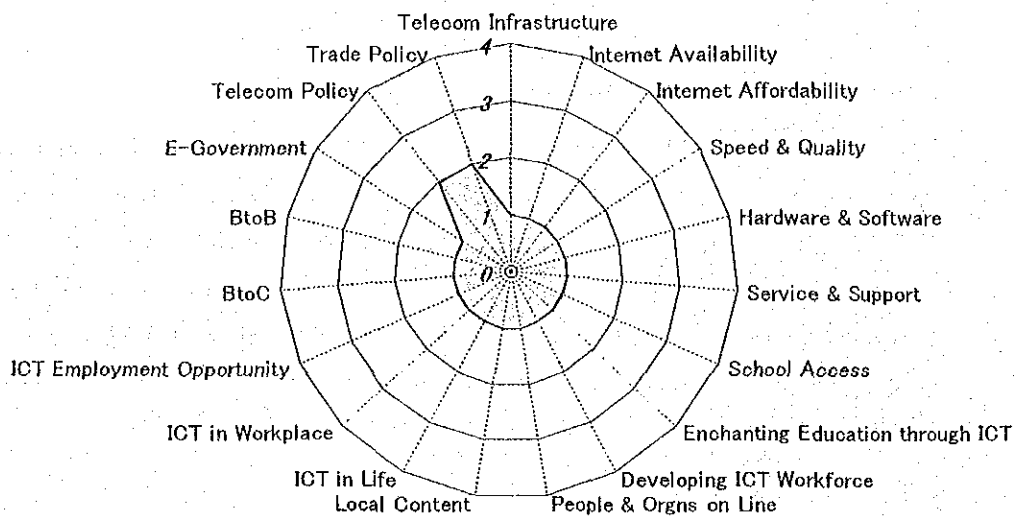 Telecom Infrastructure
Trade Policy
4
Internet Availability
Telecom Policy
3
Internet Affordability
E-Government
2
Speed & Quality
BtoB
1
Hardware & Software
BtoC
0
Service & Support
ICT Employment Opportunity
School Access
ICT in Workplace
Enchanting Education through ICT
ICT in Life
Developing ICT Workforce
Local Content
People & Orgns on Line